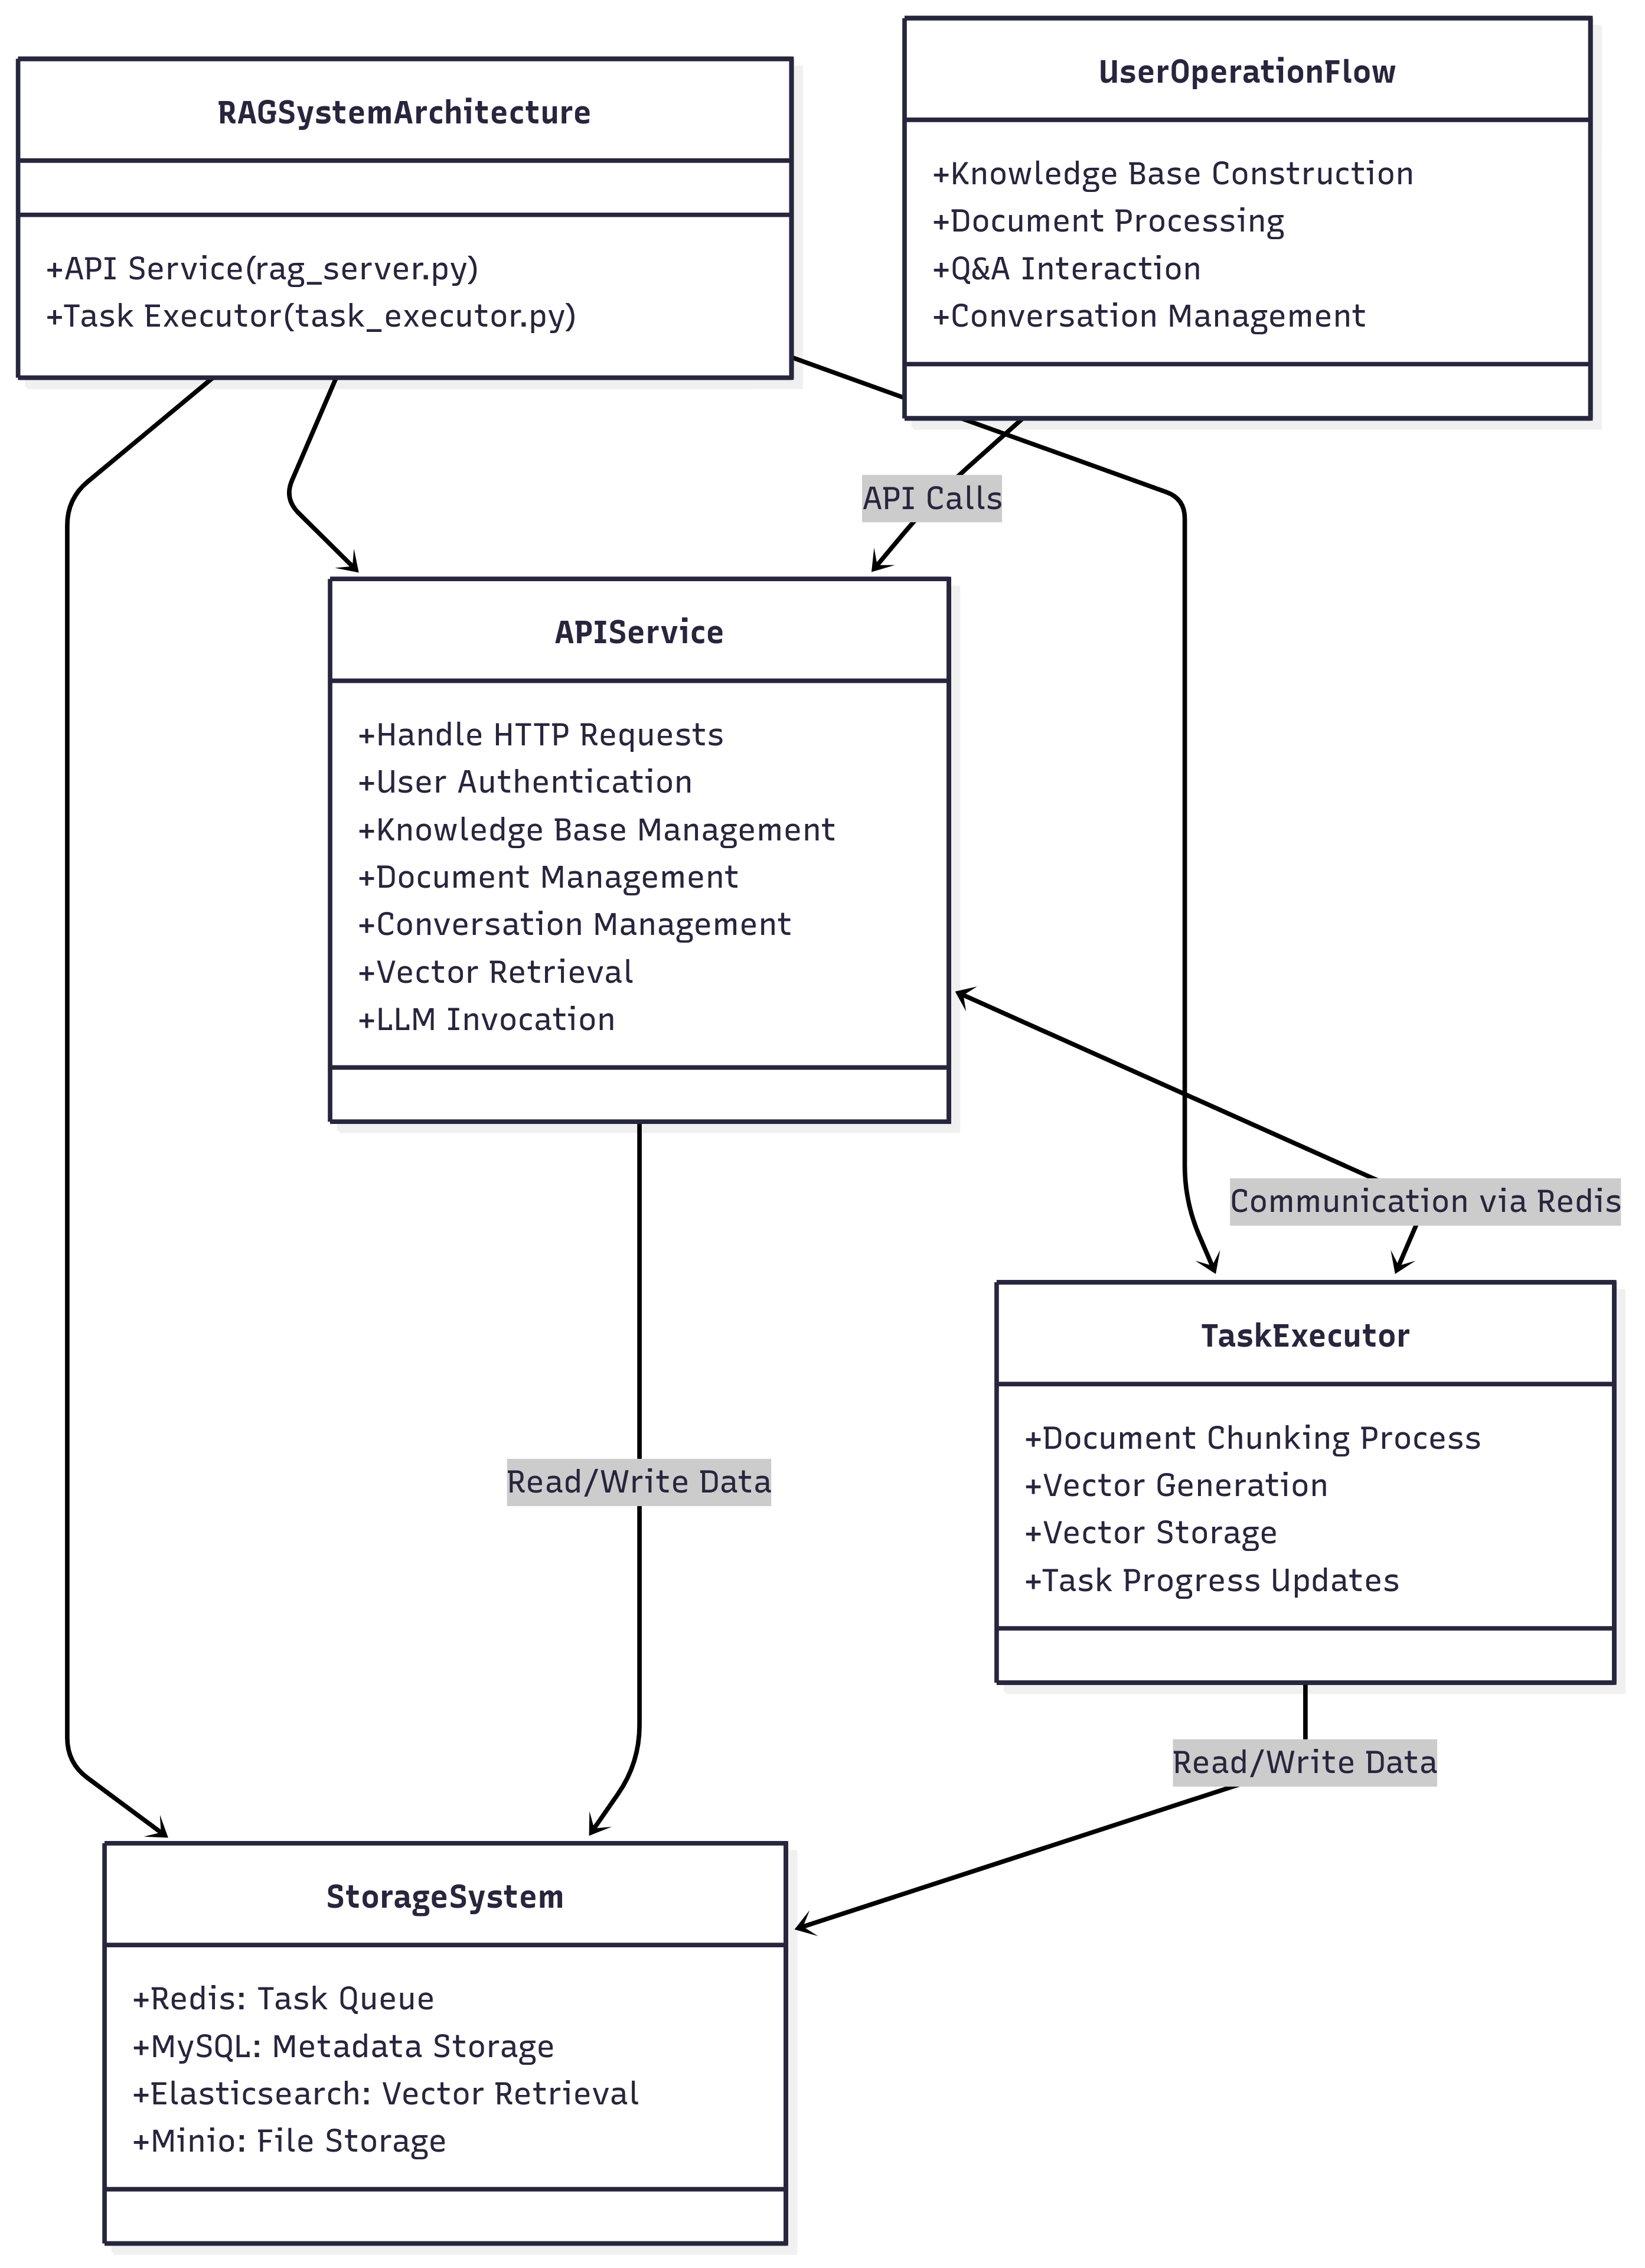 RAGSystemArchitecture
+API Service(rag_server.py)
+Task Executor(task_executor.py)
UserOperationFlow
+Knowledge Base Construction
+Document Processing
+Q&A Interaction
+Conversation Management
API Calls
APIService
+Handle HTTP Requests
+User Authentication
+Knowledge Base Management
+Document Management
+Conversation Management
+Vector Retrieval
+LLM Invocation
Communication via Redis
TaskExecutor
+Document Chunking Process
+Vector Generation
+Vector Storage
+Task Progress Updates
Read/Write Data
Read/Write Data
StorageSystem
+Redis: Task Queue
+MySQL: Metadata Storage
+Elasticsearch: Vector Retrieval
+Minio: File Storage